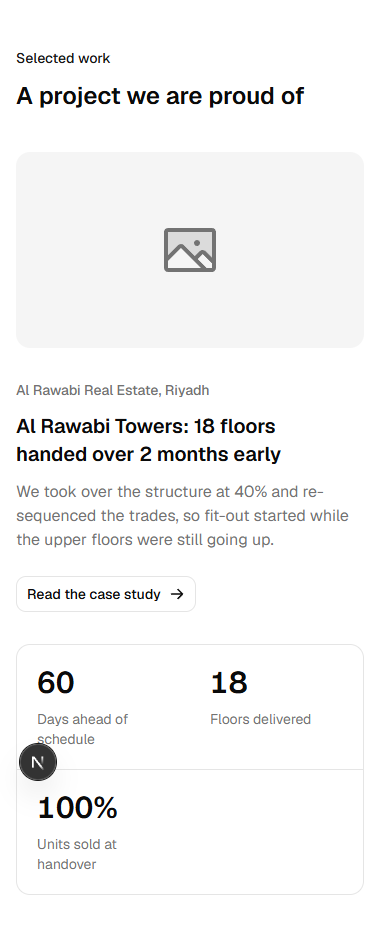 Selected work
A project we are proud of
Al Rawabi Real Estate, Riyadh
Al Rawabi Towers: 18 floors
handed over 2 months early
We took over the structure at 40% and re-
sequenced the trades, so fit-out started while
the upper floors were still going up.
Read the case study →
60
Days ahead of
schedule
18
Floors delivered
N
100%
Units sold at
handover